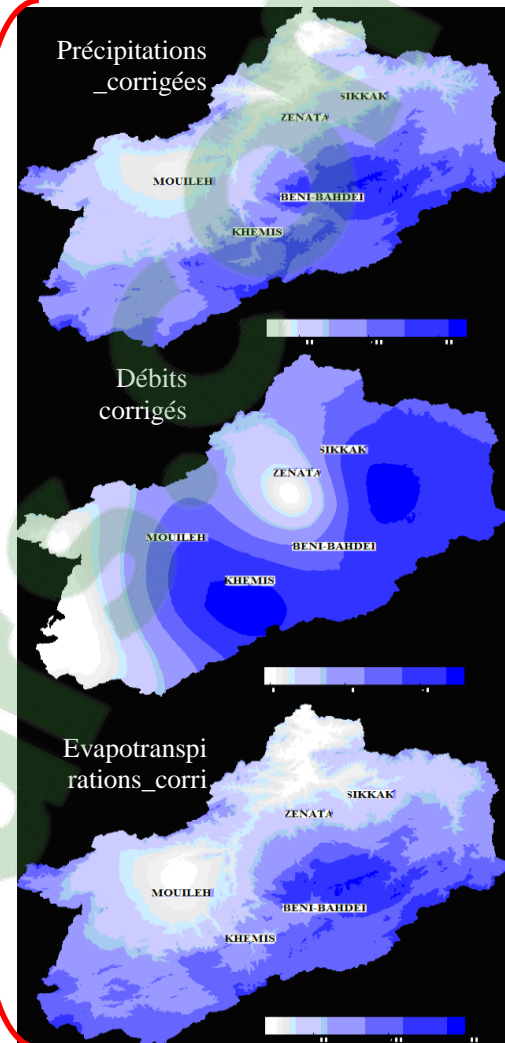 Précipitations
_corrigées
SIKKAK
ZENATA
MOUILEH
BENI-BAHDEI
KHEMIS
Débits
corrigés
SIKKAK
ZENATA
MOUILEH
BENI-BAHDEI
KHEMIS
Evapotranspi
rations_corri
SIKKAK
ZENATA
MOUILEH
BENI-BAHDEI
KHEMIS